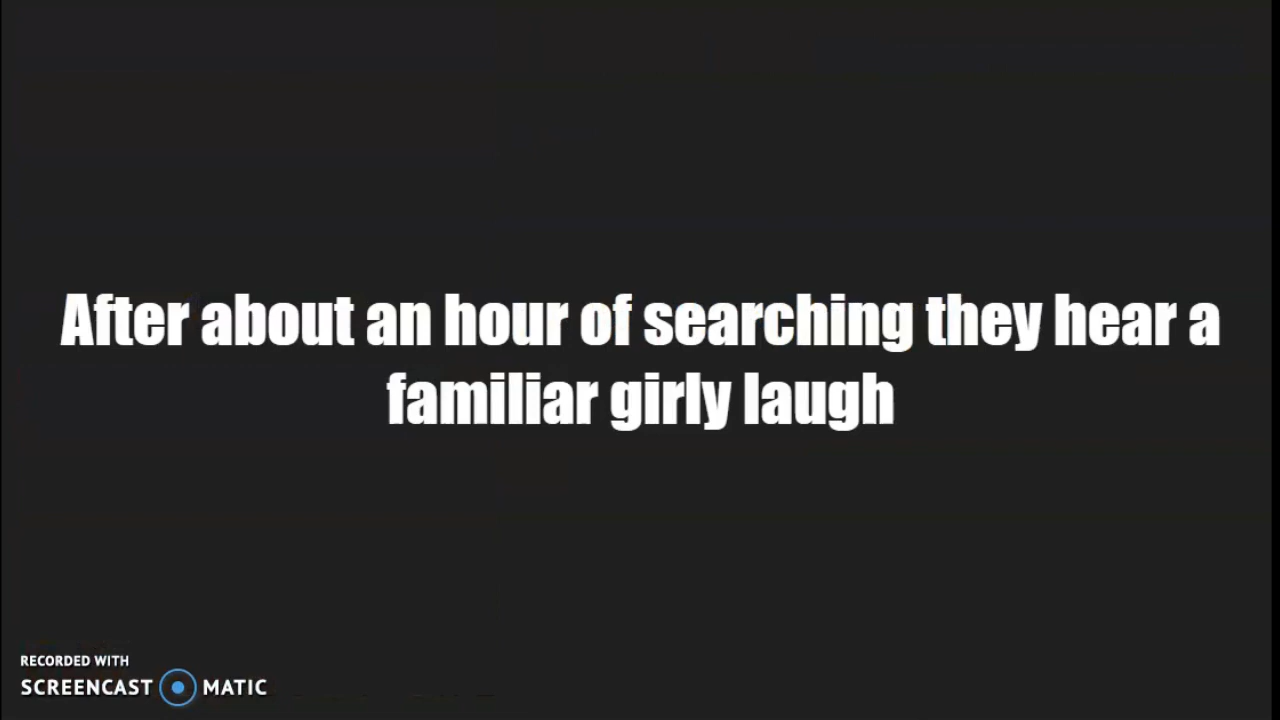 After about an hour of searching they hear a
familiar girly laugh
RECORDED WITH
SCREENCAST MATIC